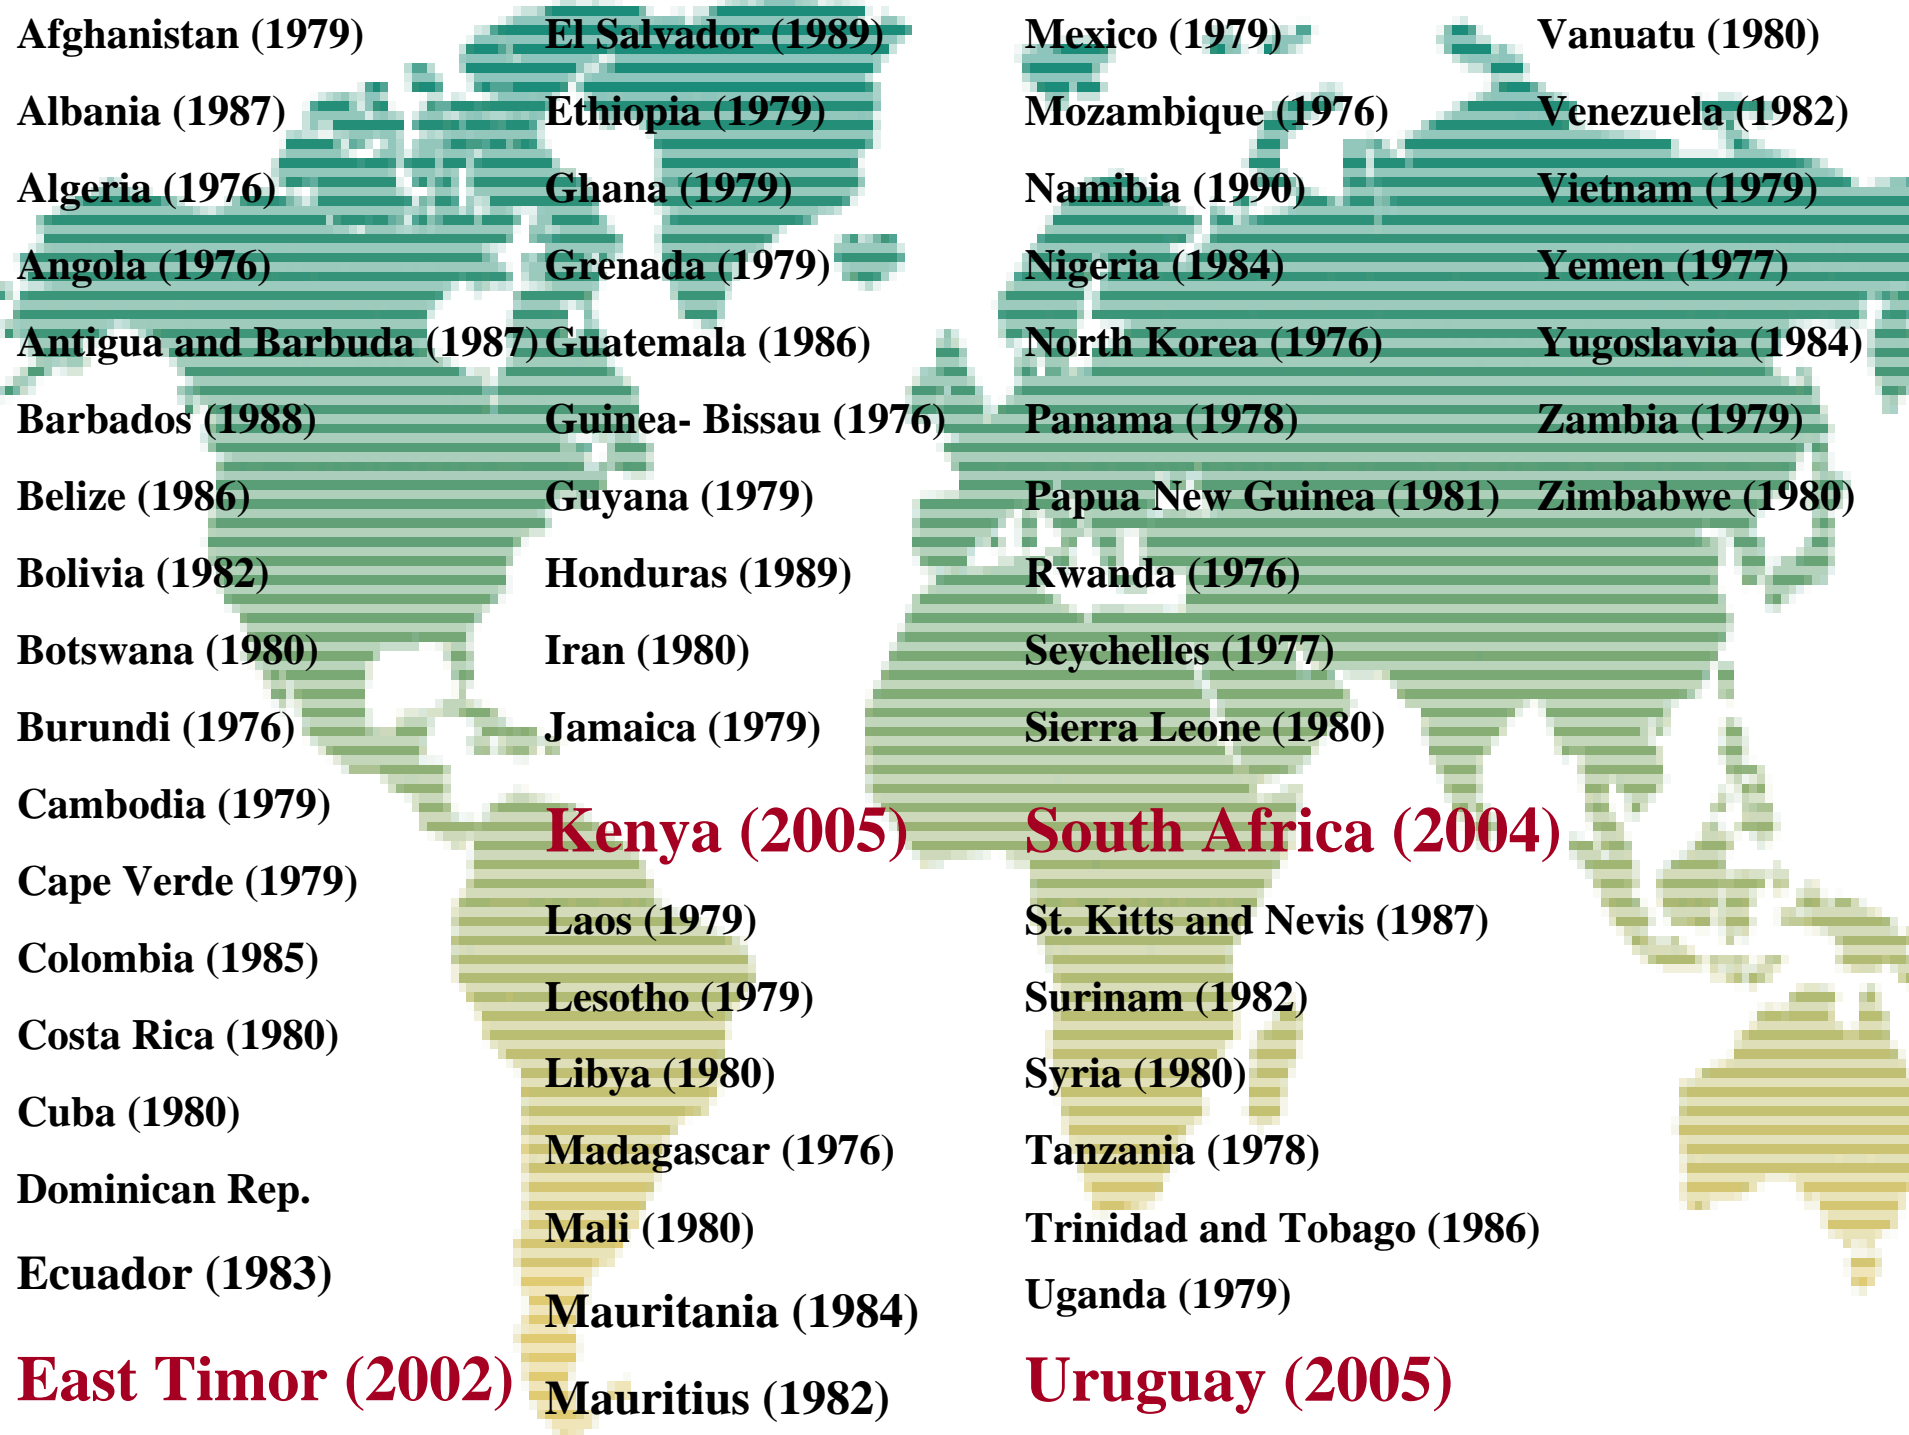 Afghanistan (1979)
Albania (1987)
Algeria (1976)
Angola (1976)
Antigua and Barbuda (1987)
Barbados (1988)
Belize (1986)
Bolivia (1982)
Botswana (1980)
Burundi (1976)
Cambodia (1979)
Cape Verde (1979)
Colombia (1985)
Costa Rica (1980)
Cuba (1980)
Dominican Rep.
Ecuador (1983)
East Timor (2002)
El Salvador (1989)
Ethiopia (1979)
Ghana (1979)
Grenada (1979)
Guatemala (1986)
Guinea- Bissau (1976)
Guyana (1979)
Honduras (1989)
Iran (1980)
Jamaica (1979)
Kenya (2005)
Laos (1979)
Lesotho (1979)
Libya (1980)
Madagascar (1976)
Mali (1980)
Mauritania (1984)
Mauritius (1982)
Mexico (1979)
Mozambique (1976)
Namibia (1990)
Nigeria (1984)
North Korea (1976)
Panama (1978)
Papua New Guinea (1981)
Rwanda (1976)
Seychelles (1977)
Sierra Leone (1980)
South Africa (2004)
St. Kitts and Nevis (1987)
Surinam (1982)
Syria (1980)
Tanzania (1978)
Trinidad and Tobago (1986)
Uganda (1979)
Uruguay (2005)
Vanuatu (1980)
Venezuela (1982)
Vietnam (1979)
Yemen (1977)
Yugoslavia (1984)
Zambia (1979)
Zimbabwe (1980)